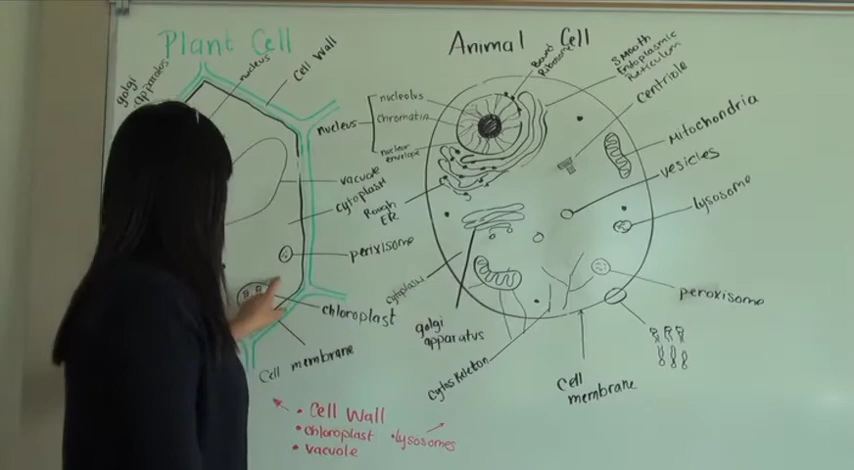 Plant Cell
golgi
apparatus
nucleus
Cell Wall
vacuole
cytoplasm
perixisome
chloroplast
Cell membrane
Animal Cell
nucleus
nucleolus
chromatin
nuclear
envelope
Rough
ER
Bound
Ribosome
Smooth
Endoplasmic
Reticulum
centriole
Mitochondria
vesicles
lysosome
peroxisome
cytoplasm
golgi
apparatus
Cytoskeleton
Cell
membrane
• Cell Wall
• chloroplast
• vacuole
• Lysosomes